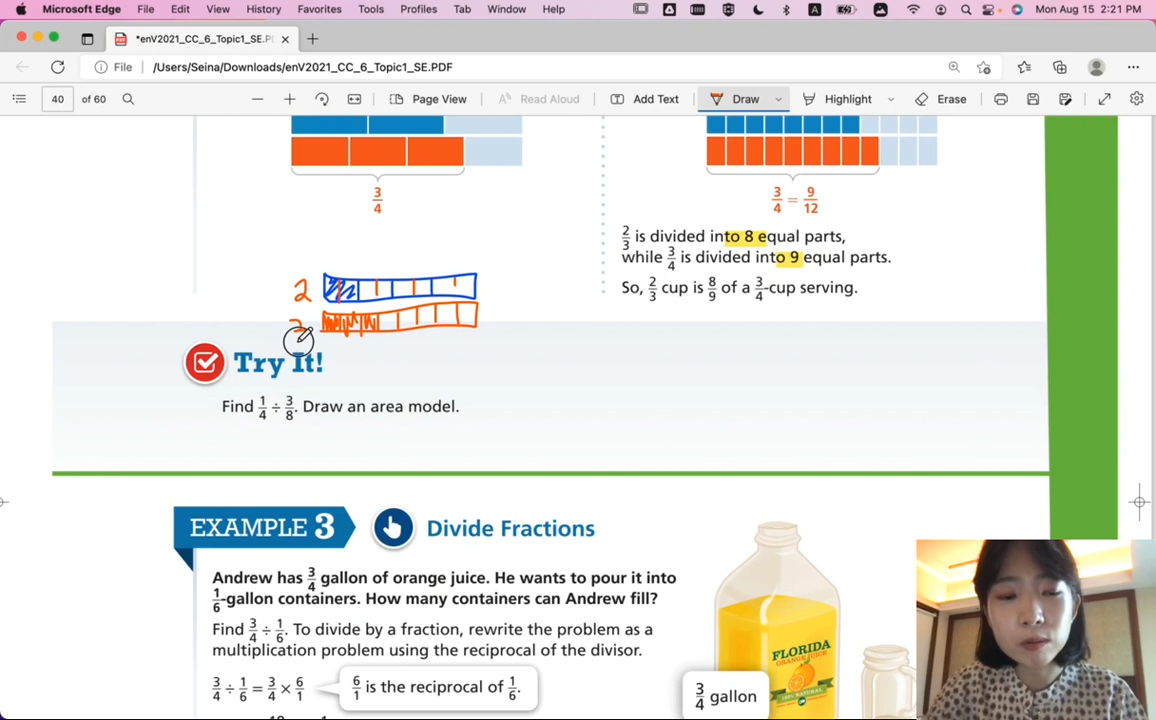 Microsoft Edge File Edit View History Favorites Tools Profiles Tab Window Help Mon Aug 15 2:21 PM
*enV2021_CC_6_Topic1_SE.P
File /Users/Seina/Downloads/enV2021_CC_6_Topic1_SE.PDF
40 of 60 Page View Read Aloud Add Text Draw Highlight Erase
3/4
3/4 = 9/12
2/3 is divided into 8 equal parts,
while 3/4 is divided into 9 equal parts.
So, 2/3 cup is 8/9 of a 3/4-cup serving.
2
3
Try It!
Find 1/4 ÷ 3/8. Draw an area model.
EXAMPLE 3 Divide Fractions
Andrew has 3/4 gallon of orange juice. He wants to pour it into
1/6-gallon containers. How many containers can Andrew fill?
Find 3/4 ÷ 1/6. To divide by a fraction, rewrite the problem as a
multiplication problem using the reciprocal of the divisor.
3/4 ÷ 1/6 = 3/4 × 6/1
6/1 is the reciprocal of 1/6.
FLORIDA
ORANGE JUICE
100% NATURAL
3/4 gallon